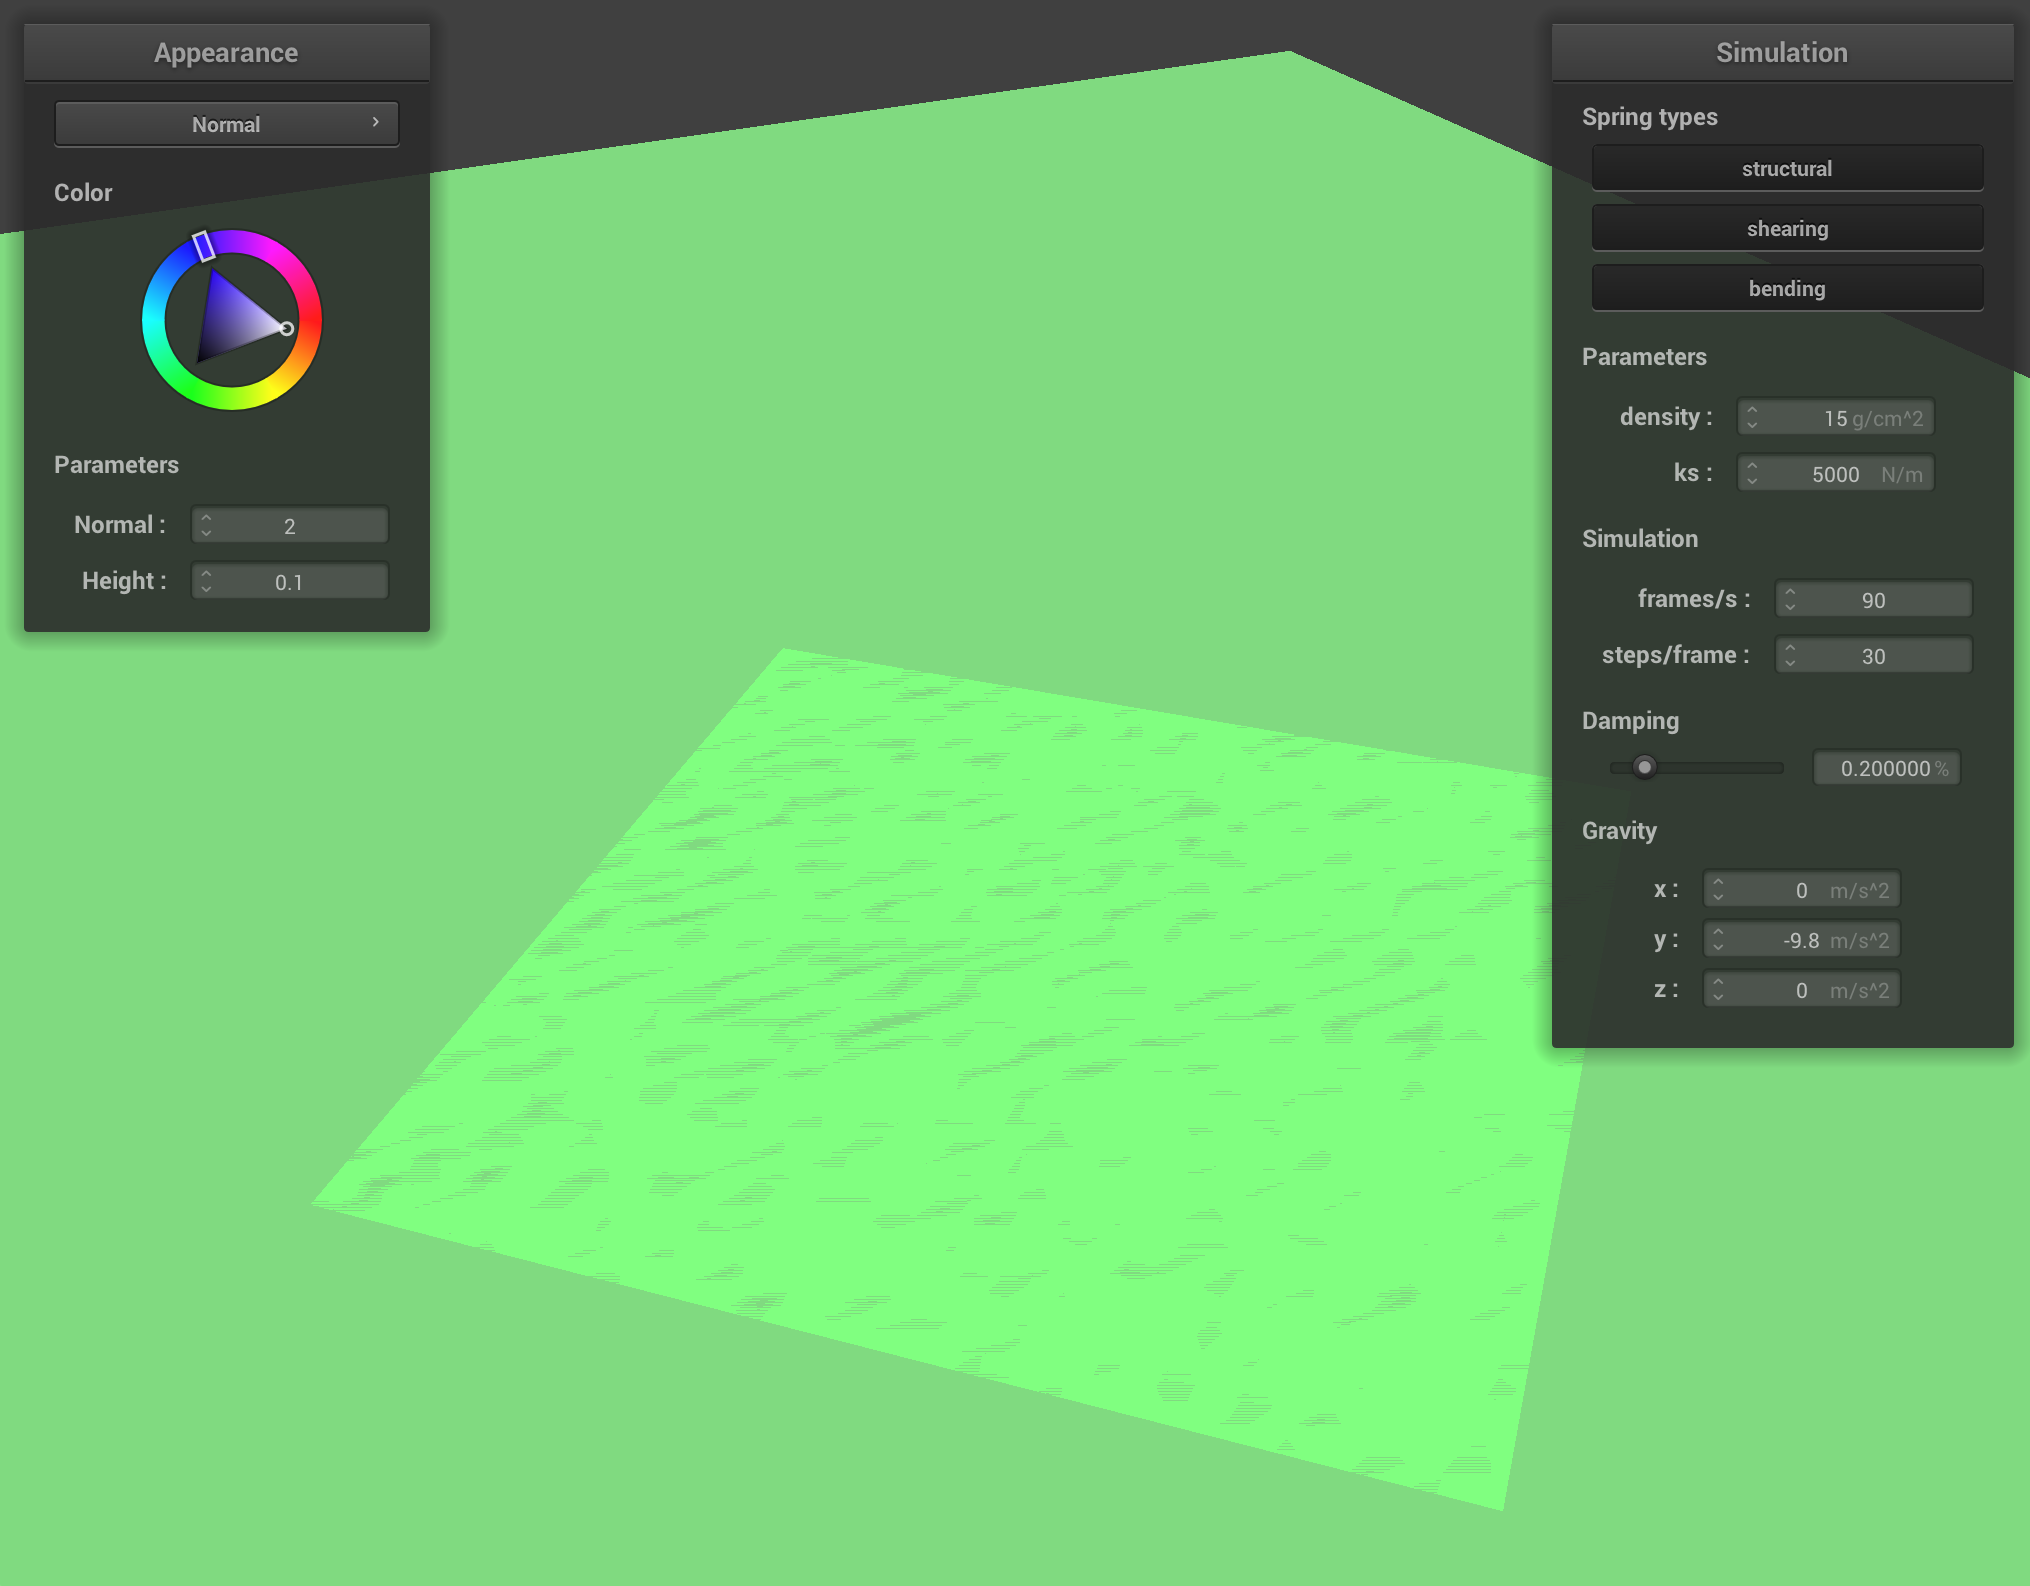 Appearance
Normal
Color
Parameters
Normal : 2
Height : 0.1
Simulation
Spring types
structural
shearing
bending
Parameters
density : 15 g/cm^2
ks : 5000 N/m
Simulation
frames/s : 90
steps/frame : 30
Damping
0.200000 %
Gravity
x : 0 m/s^2
y : -9.8 m/s^2
z : 0 m/s^2